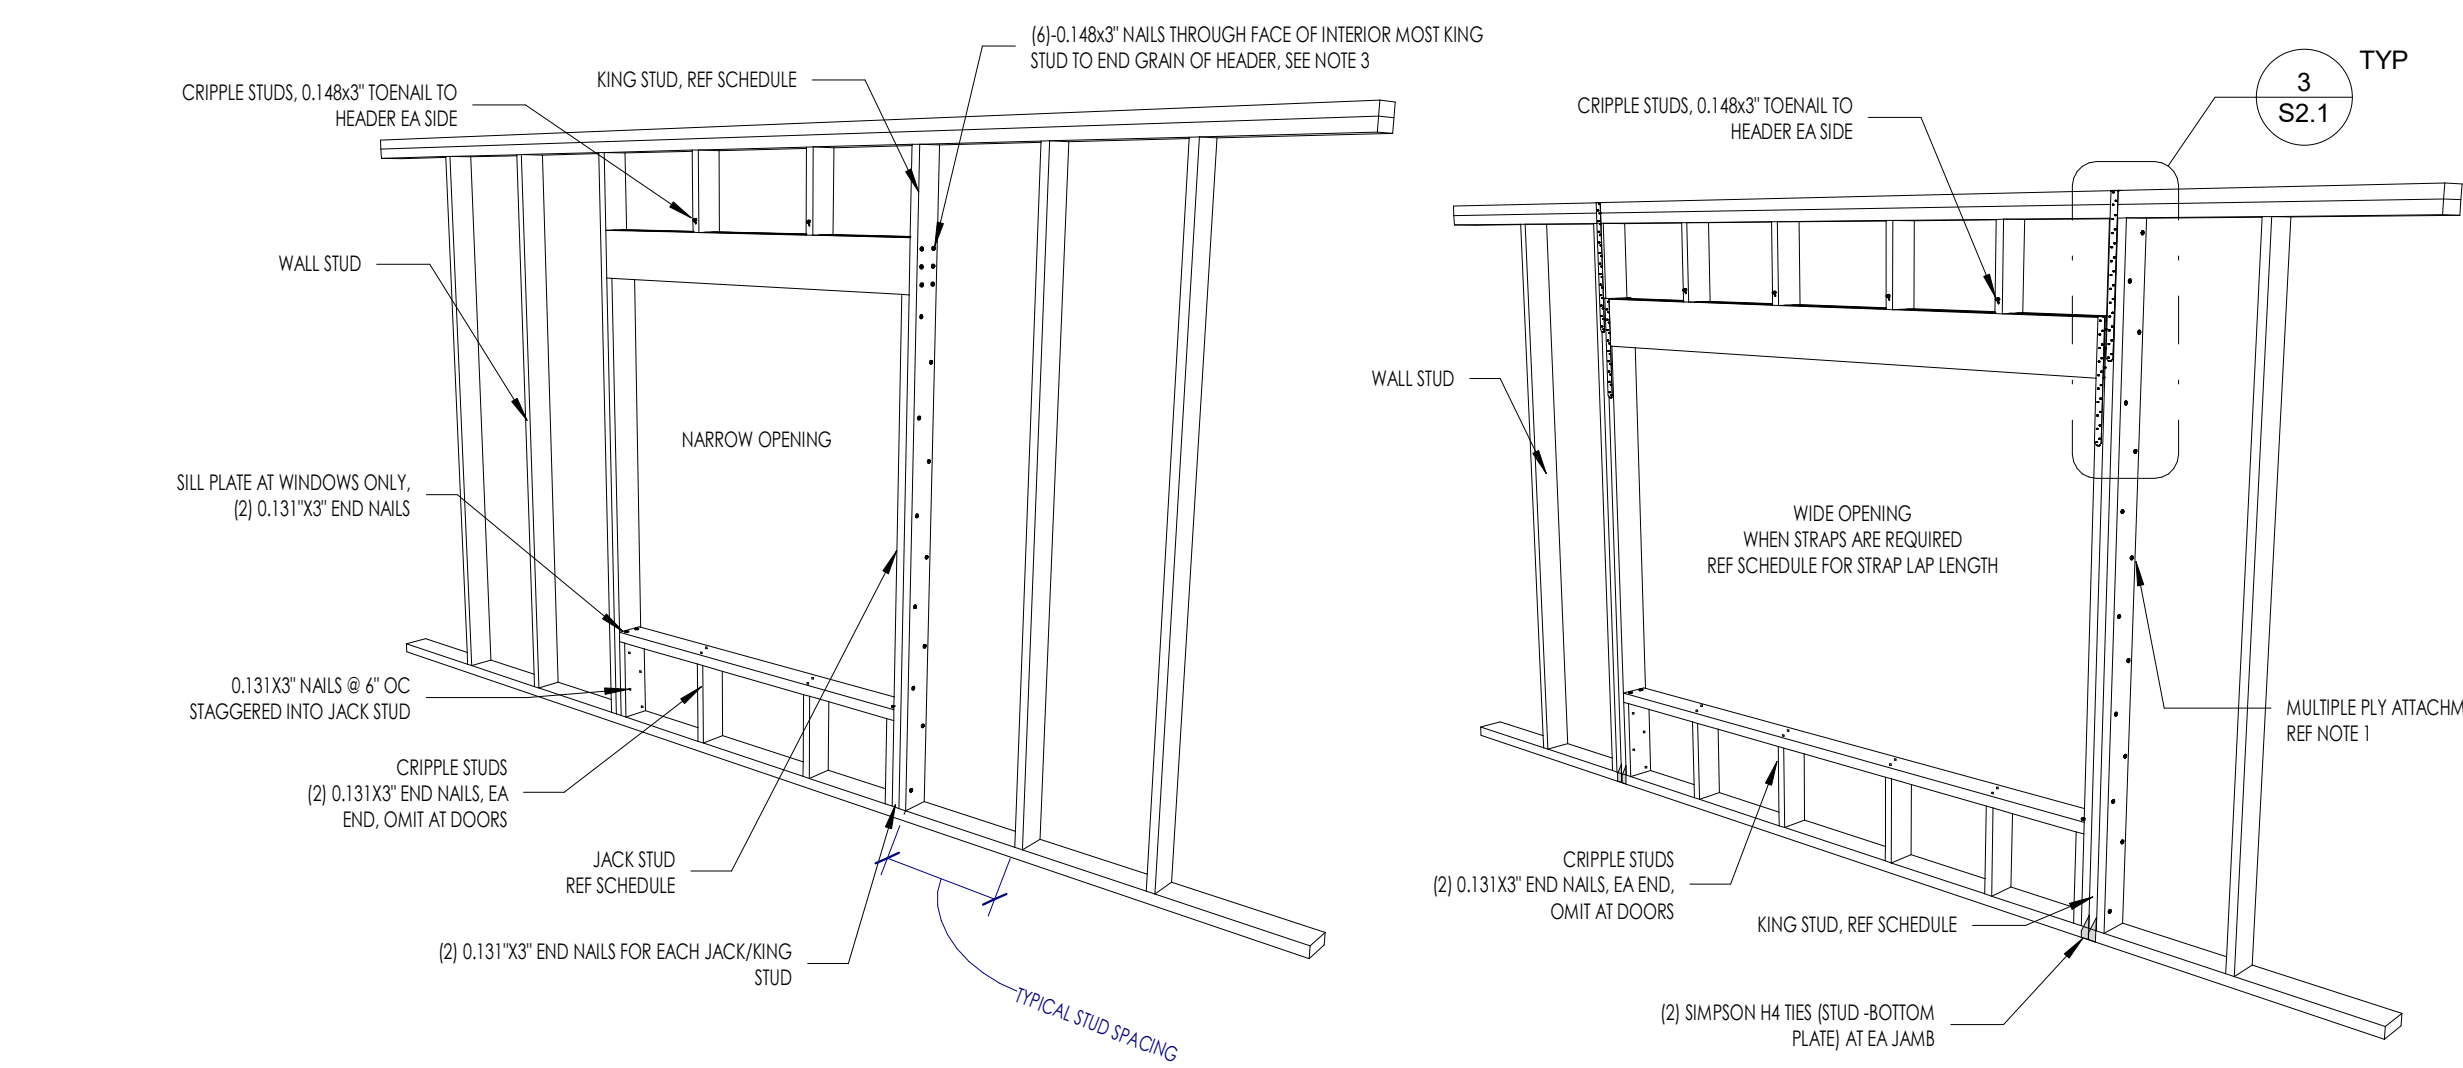 (6)-0.148x3" NAILS THROUGH FACE OF INTERIOR MOST KING
STUD TO END GRAIN OF HEADER, SEE NOTE 3
KING STUD, REF SCHEDULE
CRIPPLE STUDS, 0.148x3" TOENAIL TO
HEADER EA SIDE
WALL STUD
NARROW OPENING
SILL PLATE AT WINDOWS ONLY,
(2) 0.131"X3" END NAILS
0.131X3" NAILS @ 6" OC
STAGGERED INTO JACK STUD
CRIPPLE STUDS
(2) 0.131X3" END NAILS, EA
END, OMIT AT DOORS
JACK STUD
REF SCHEDULE
(2) 0.131"X3" END NAILS FOR EACH JACK/KING
STUD
TYPICAL STUD SPACING
TYP
3
S2.1
CRIPPLE STUDS, 0.148x3" TOENAIL TO
HEADER EA SIDE
WALL STUD
WIDE OPENING
WHEN STRAPS ARE REQUIRED
REF SCHEDULE FOR STRAP LAP LENGTH
MULTIPLE PLY ATTACHM
REF NOTE 1
CRIPPLE STUDS
(2) 0.131X3" END NAILS, EA END,
OMIT AT DOORS
KING STUD, REF SCHEDULE
(2) SIMPSON H4 TIES (STUD -BOTTOM
PLATE) AT EA JAMB